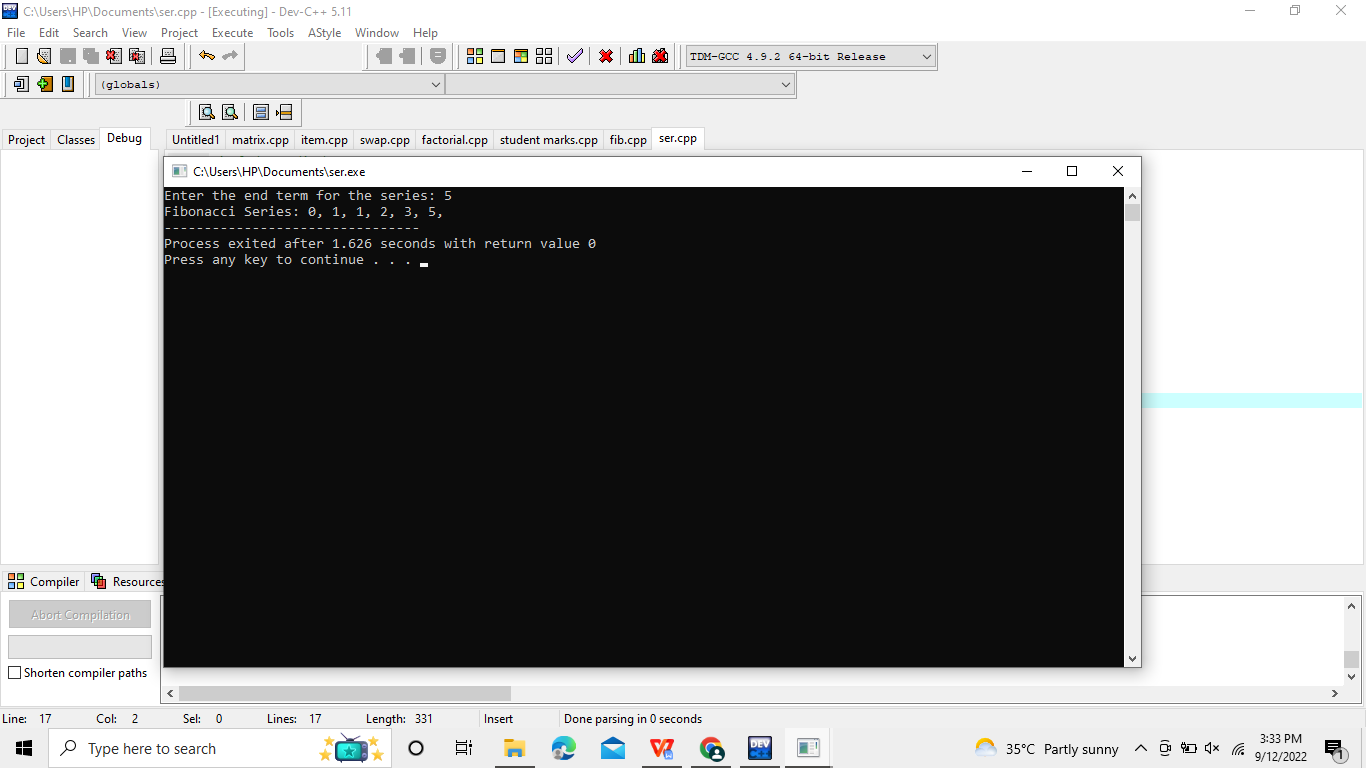 C:\Users\HP\Documents\ser.cpp - [Executing] - Dev-C++ 5.11
File Edit Search View Project Execute Tools AStyle Window Help
TDM-GCC 4.9.2 64-bit Release
(globals)
Project Classes Debug
Untitled1 matrix.cpp item.cpp swap.cpp factorial.cpp student marks.cpp fib.cpp ser.cpp
C:\Users\HP\Documents\ser.exe
Enter the end term for the series: 5
Fibonacci Series: 0, 1, 1, 2, 3, 5,
--------------------------------
Process exited after 1.626 seconds with return value 0
Press any key to continue . . .
Compiler Resources
Abort Compilation
Shorten compiler paths
Line: 17 Col: 2 Sel: 0 Lines: 17 Length: 331 Insert Done parsing in 0 seconds
Type here to search
DEV
35°C Partly sunny
3:33 PM
9/12/2022
1